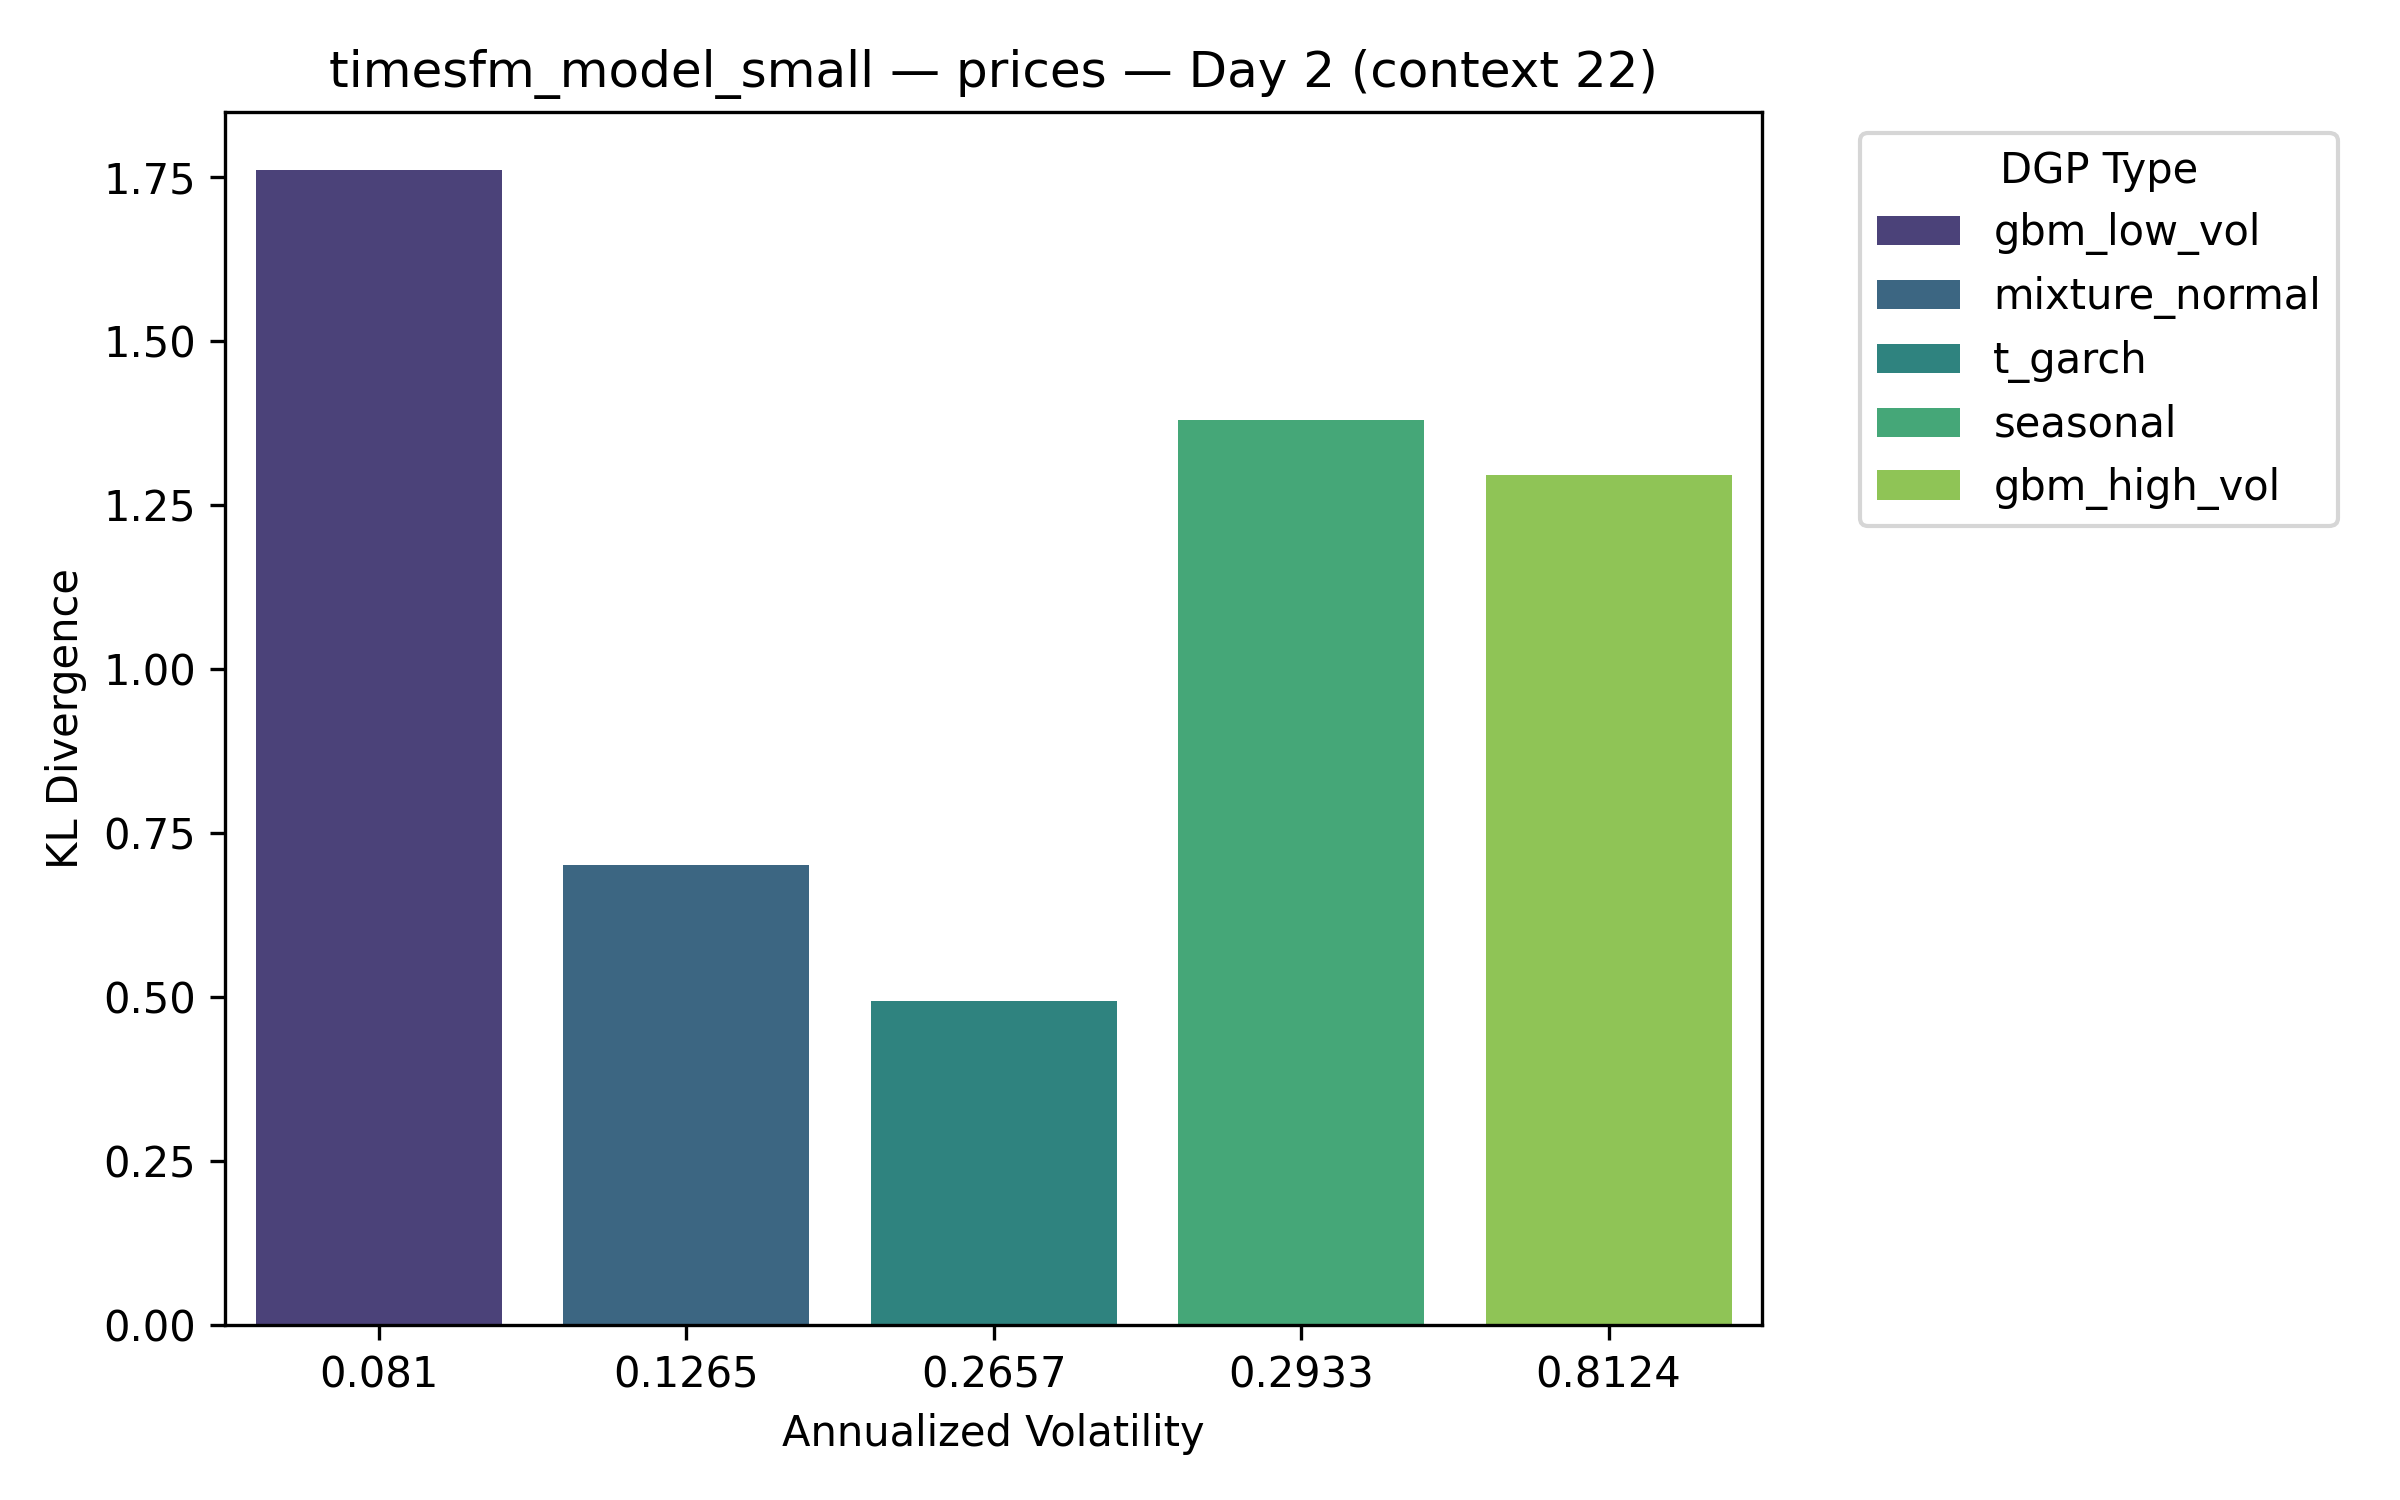 timesfm_model_small — prices — Day 2 (context 22)
KL Divergence
1.75
1.50
1.25
1.00
0.75
0.50
0.25
0.00
0.081 0.1265 0.2657 0.2933 0.8124
Annualized Volatility
DGP Type
gbm_low_vol
mixture_normal
t_garch
seasonal
gbm_high_vol